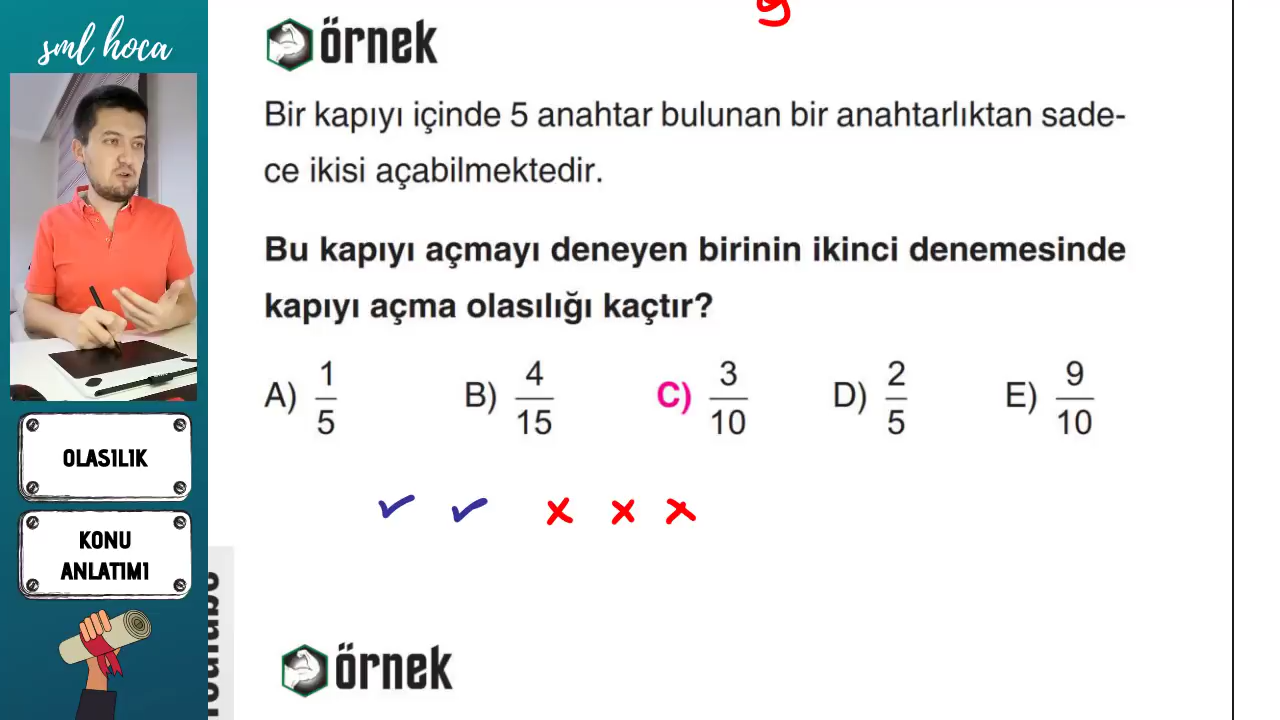 sml hoca
OLASILIK
KONU
ANLATIMI
örnek
Bir kapıyı içinde 5 anahtar bulunan bir anahtarlıktan sade-
ce ikisi açabilmektedir.
Bu kapıyı açmayı deneyen birinin ikinci denemesinde
kapıyı açma olasılığı kaçtır?
A) 1/5 B) 4/15 C) 3/10 D) 2/5 E) 9/10
✓ ✓ x x x
örnek